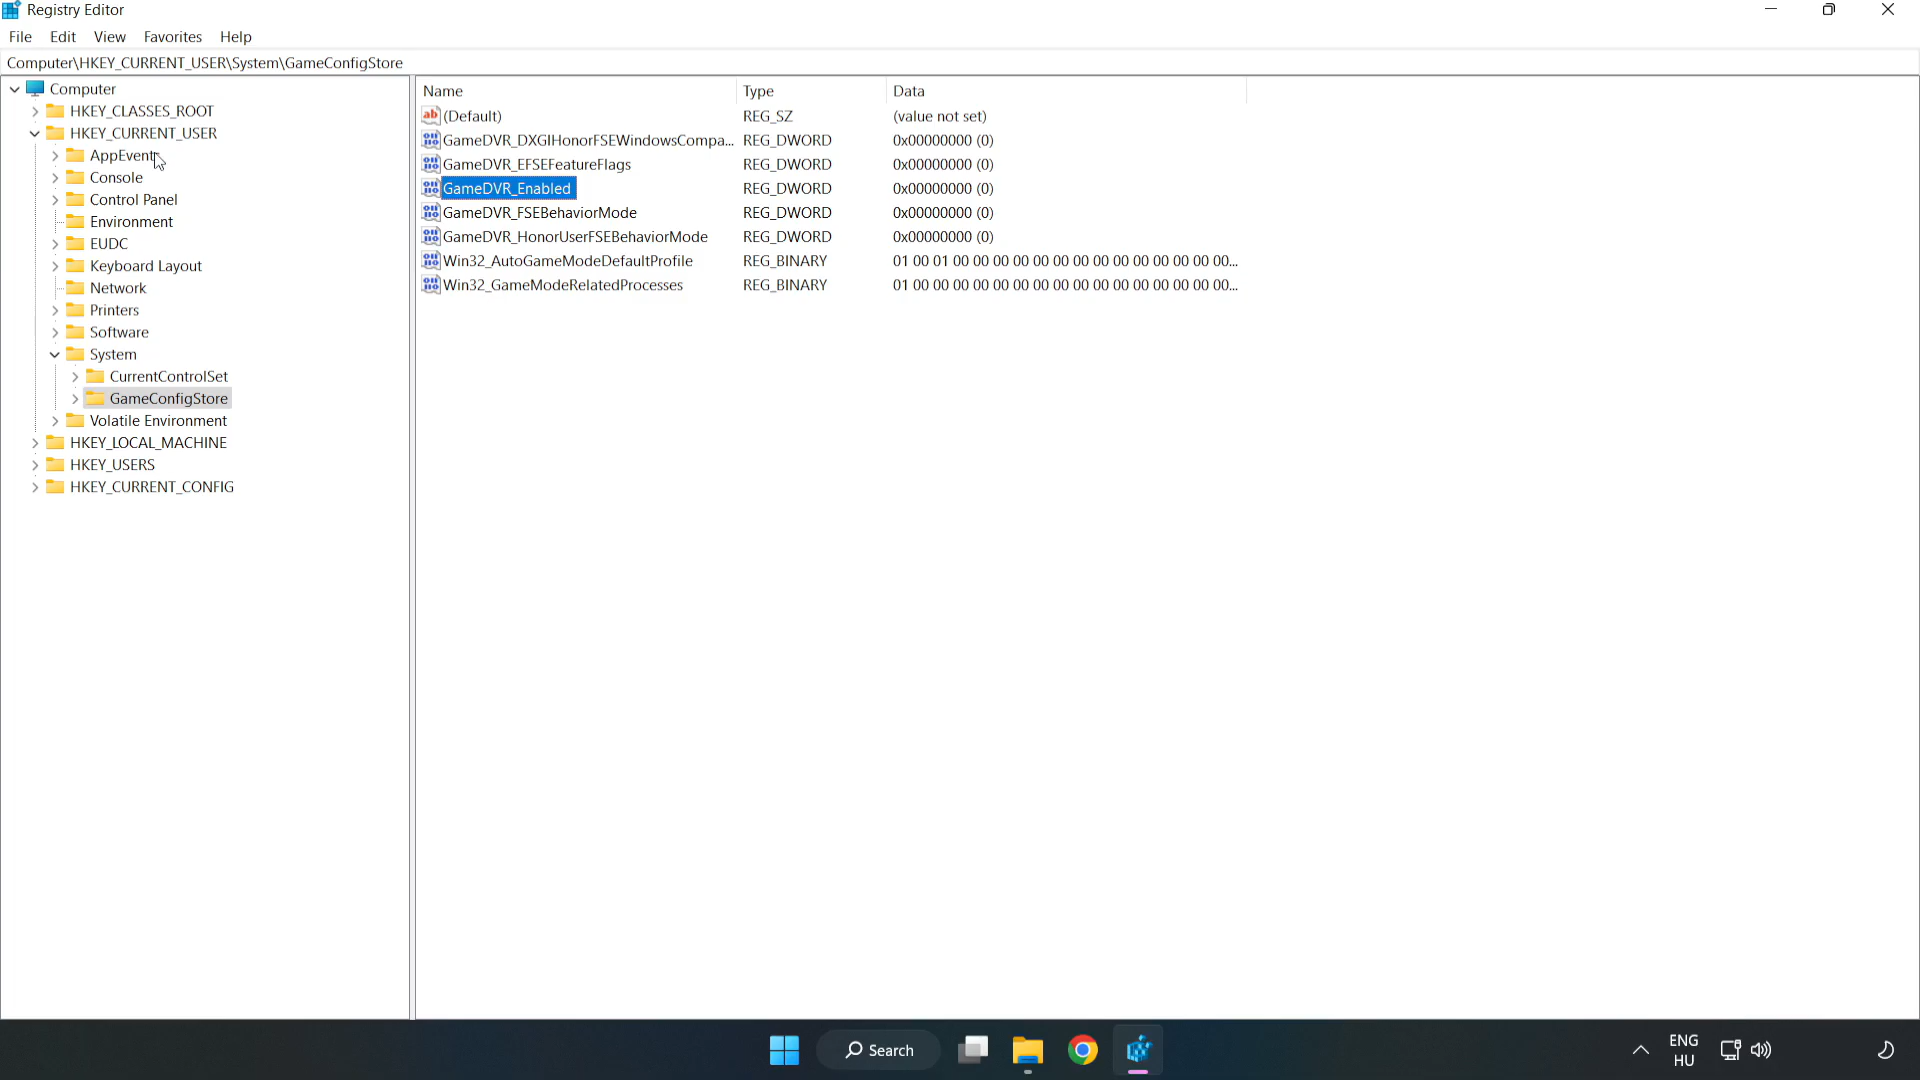 Registry Editor
File Edit View Favorites Help
Computer\HKEY_CURRENT_USER\System\GameConfigStore
Computer
HKEY_CLASSES_ROOT
HKEY_CURRENT_USER
AppEvents
Console
Control Panel
Environment
EUDC
Keyboard Layout
Network
Printers
Software
System
CurrentControlSet
GameConfigStore
Volatile Environment
HKEY_LOCAL_MACHINE
HKEY_USERS
HKEY_CURRENT_CONFIG
Name Type Data
(Default) REG_SZ (value not set)
GameDVR_DXGIHonorFSEWindowsCompa... REG_DWORD 0x00000000 (0)
GameDVR_EFSEFeatureFlags REG_DWORD 0x00000000 (0)
GameDVR_Enabled REG_DWORD 0x00000000 (0)
GameDVR_FSEBehaviorMode REG_DWORD 0x00000000 (0)
GameDVR_HonorUserFSEBehaviorMode REG_DWORD 0x00000000 (0)
Win32_AutoGameModeDefaultProfile REG_BINARY 01 00 01 00 00 00 00 00 00 00 00 00 00 00 00 00 00...
Win32_GameModeRelatedProcesses REG_BINARY 01 00 00 00 00 00 00 00 00 00 00 00 00 00 00 00 00...
Search
ENG
HU